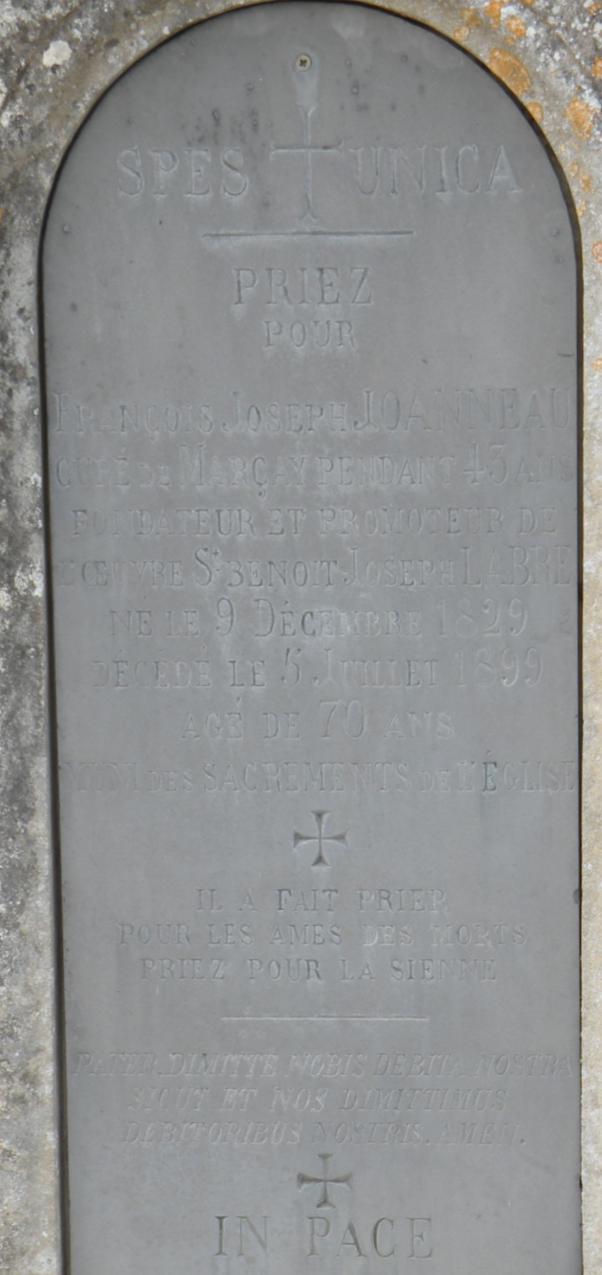 SPES UNICA
PRIEZ
POUR
FRANÇOIS JOSEPH JOANNEAU
CURÉ DE MARÇAY PENDANT 43 ANS
FONDATEUR ET PROMOTEUR DE
L'ŒUVRE St BENOIT JOSEPH LABRE
NÉ LE 9 DÉCEMBRE 1829
DÉCÉDÉ LE 5 JUILLET 1899
AGÉ DE 70 ANS
MUNI DES SACREMENTS DE L'ÉGLISE
IL A FAIT PRIER
POUR LES AMES DES MORTS
PRIEZ POUR LA SIENNE
PATER. DIMITTE NOBIS DEBITA NOSTRA
SICUT ET NOS DIMITTIMUS
DEBITORIBUS NOSTRIS. AMEN.
IN PACE